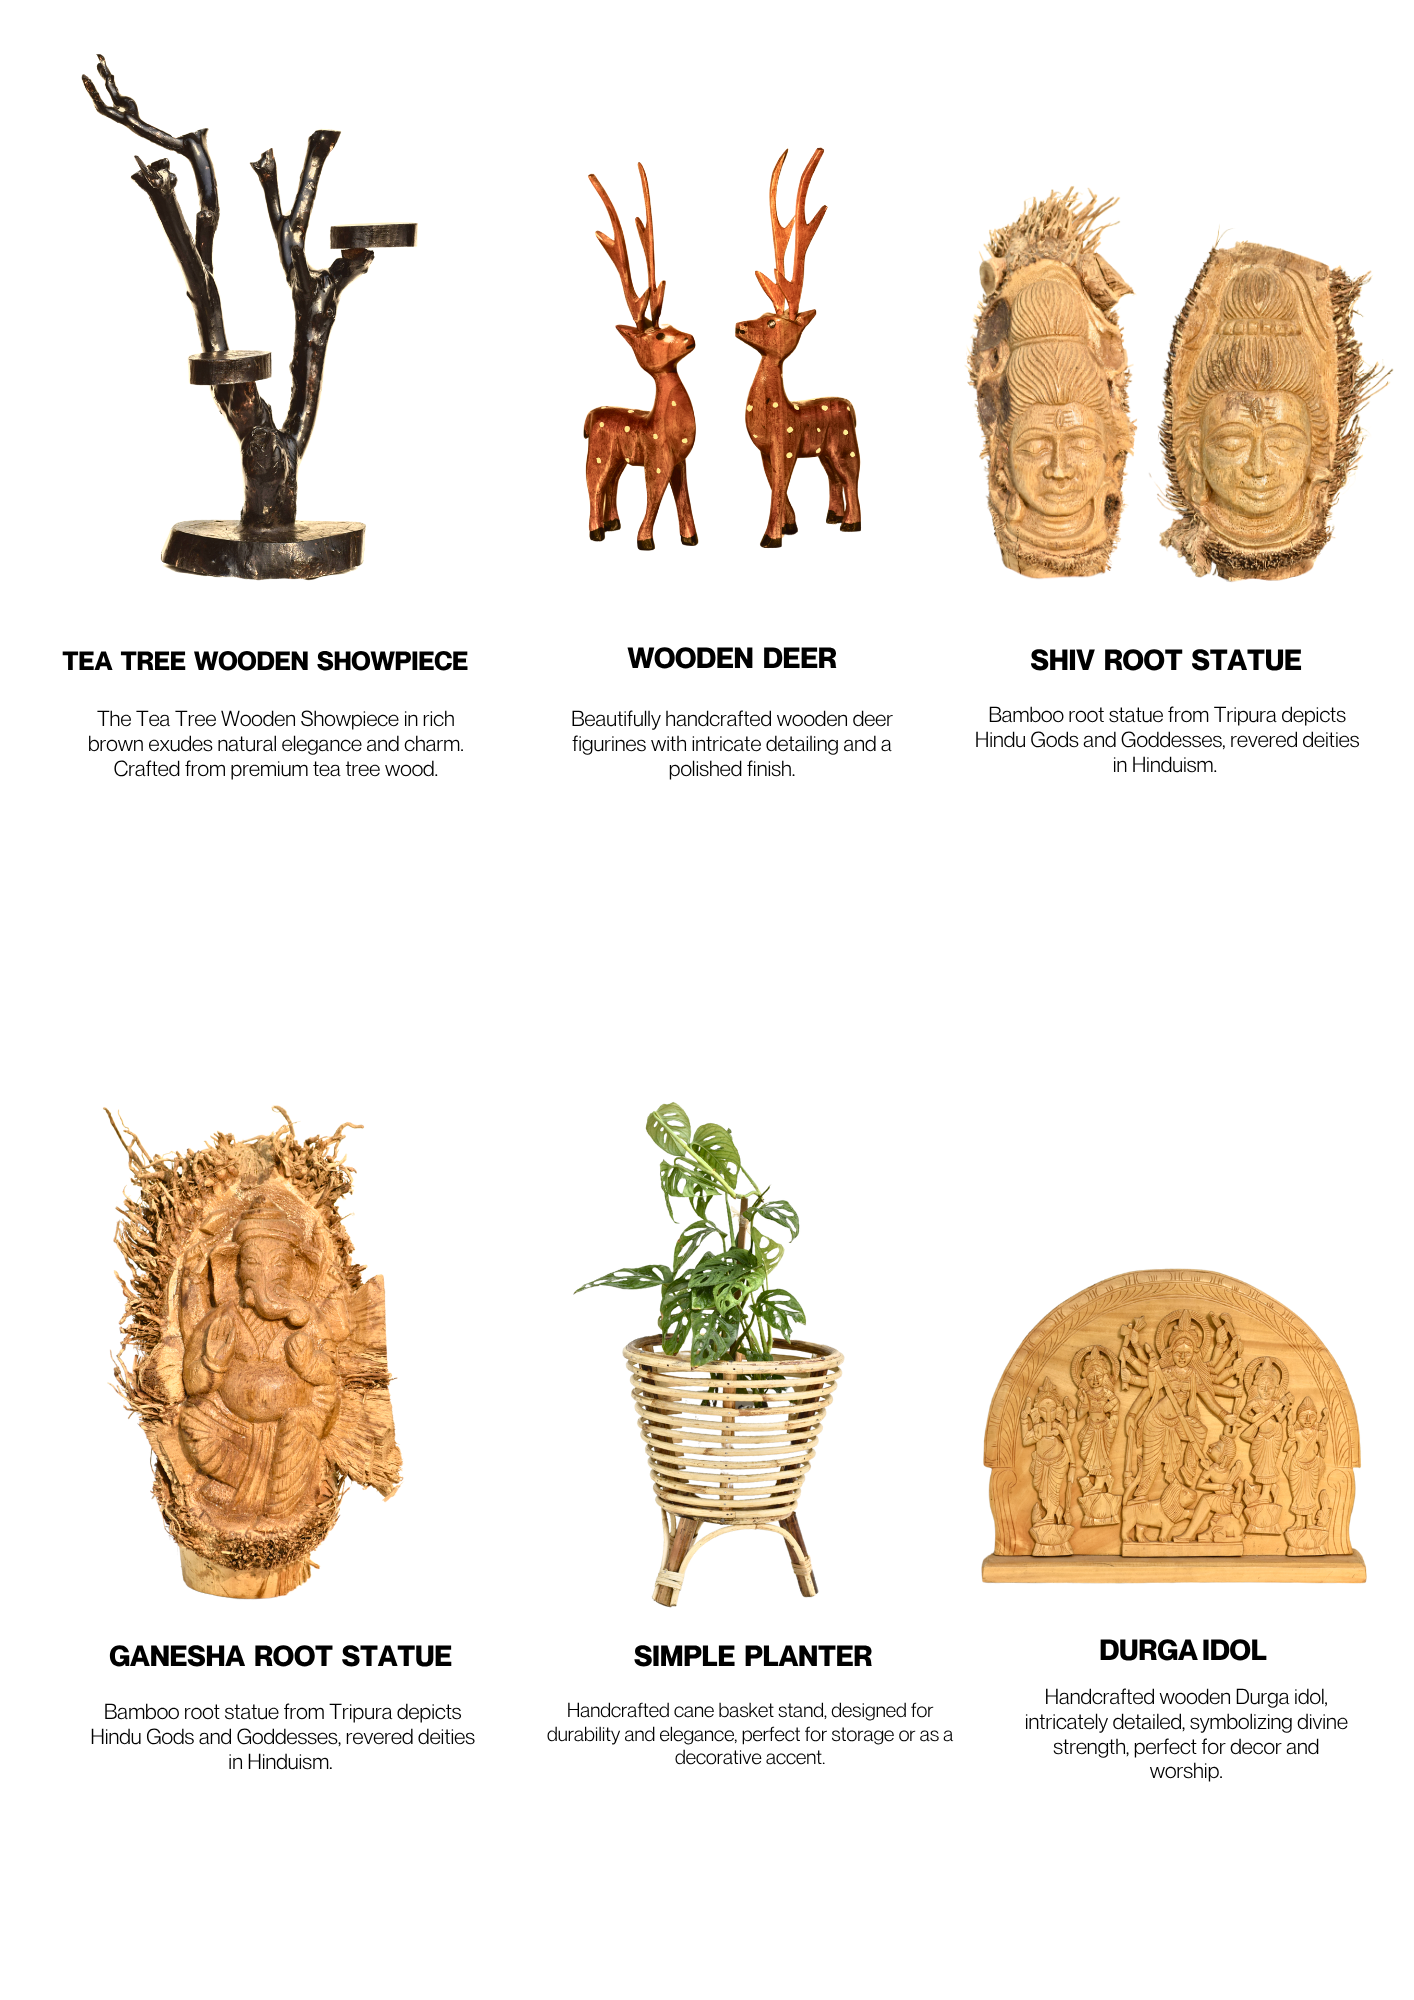 TEA TREE WOODEN SHOWPIECE
The Tea Tree Wooden Showpiece in rich
brown exudes natural elegance and charm.
Crafted from premium tea tree wood.
WOODEN DEER
Beautifully handcrafted wooden deer
figurines with intricate detailing and a
polished finish.
SHIV ROOT STATUE
Bamboo root statue from Tripura depicts
Hindu Gods and Goddesses, revered deities
in Hinduism.
GANESHA ROOT STATUE
Bamboo root statue from Tripura depicts
Hindu Gods and Goddesses, revered deities
in Hinduism.
SIMPLE PLANTER
Handcrafted cane basket stand, designed for
durability and elegance, perfect for storage or as a
decorative accent.
DURGA IDOL
Handcrafted wooden Durga idol,
intricately detailed, symbolizing divine
strength, perfect for decor and
worship.